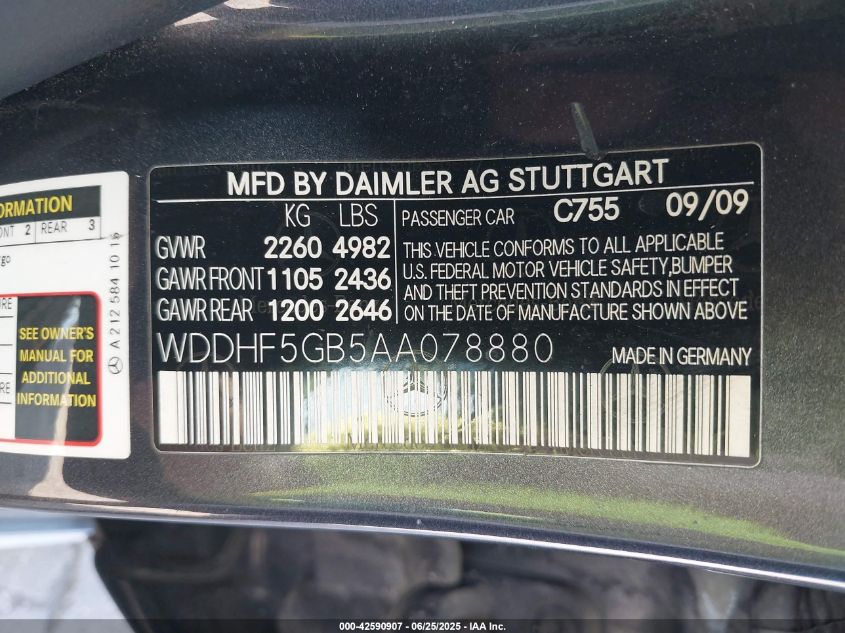 MFD BY DAIMLER AG STUTTGART
KG LBS
GVWR 2260 4982
GAWR FRONT 1105 2436
GAWR REAR 1200 2646
PASSENGER CAR C755 09/09
THIS VEHICLE CONFORMS TO ALL APPLICABLE
U.S. FEDERAL MOTOR VEHICLE SAFETY,BUMPER
AND THEFT PREVENTION STANDARDS IN EFFECT
ON THE DATE OF MANUFACTURE SHOWN ABOVE
WDDHF5GB5AA078880 MADE IN GERMANY
2 REAR 3
SEE OWNER'S
MANUAL FOR
ADDITIONAL
INFORMATION
A 212 584 10 16
000-42590907 - 06/25/2025 - IAA Inc.